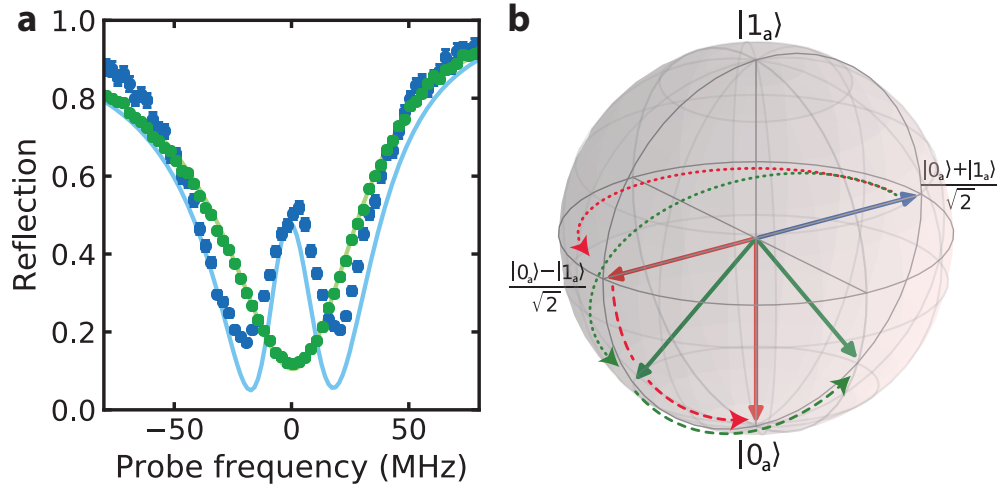 a
1.0
0.8
0.6
0.4
0.2
0.0
Reflection
−50 0 50
Probe frequency (MHz)
b
|1ₐ⟩
|0ₐ⟩+|1ₐ⟩
√2
|0ₐ⟩−|1ₐ⟩
√2
|0ₐ⟩